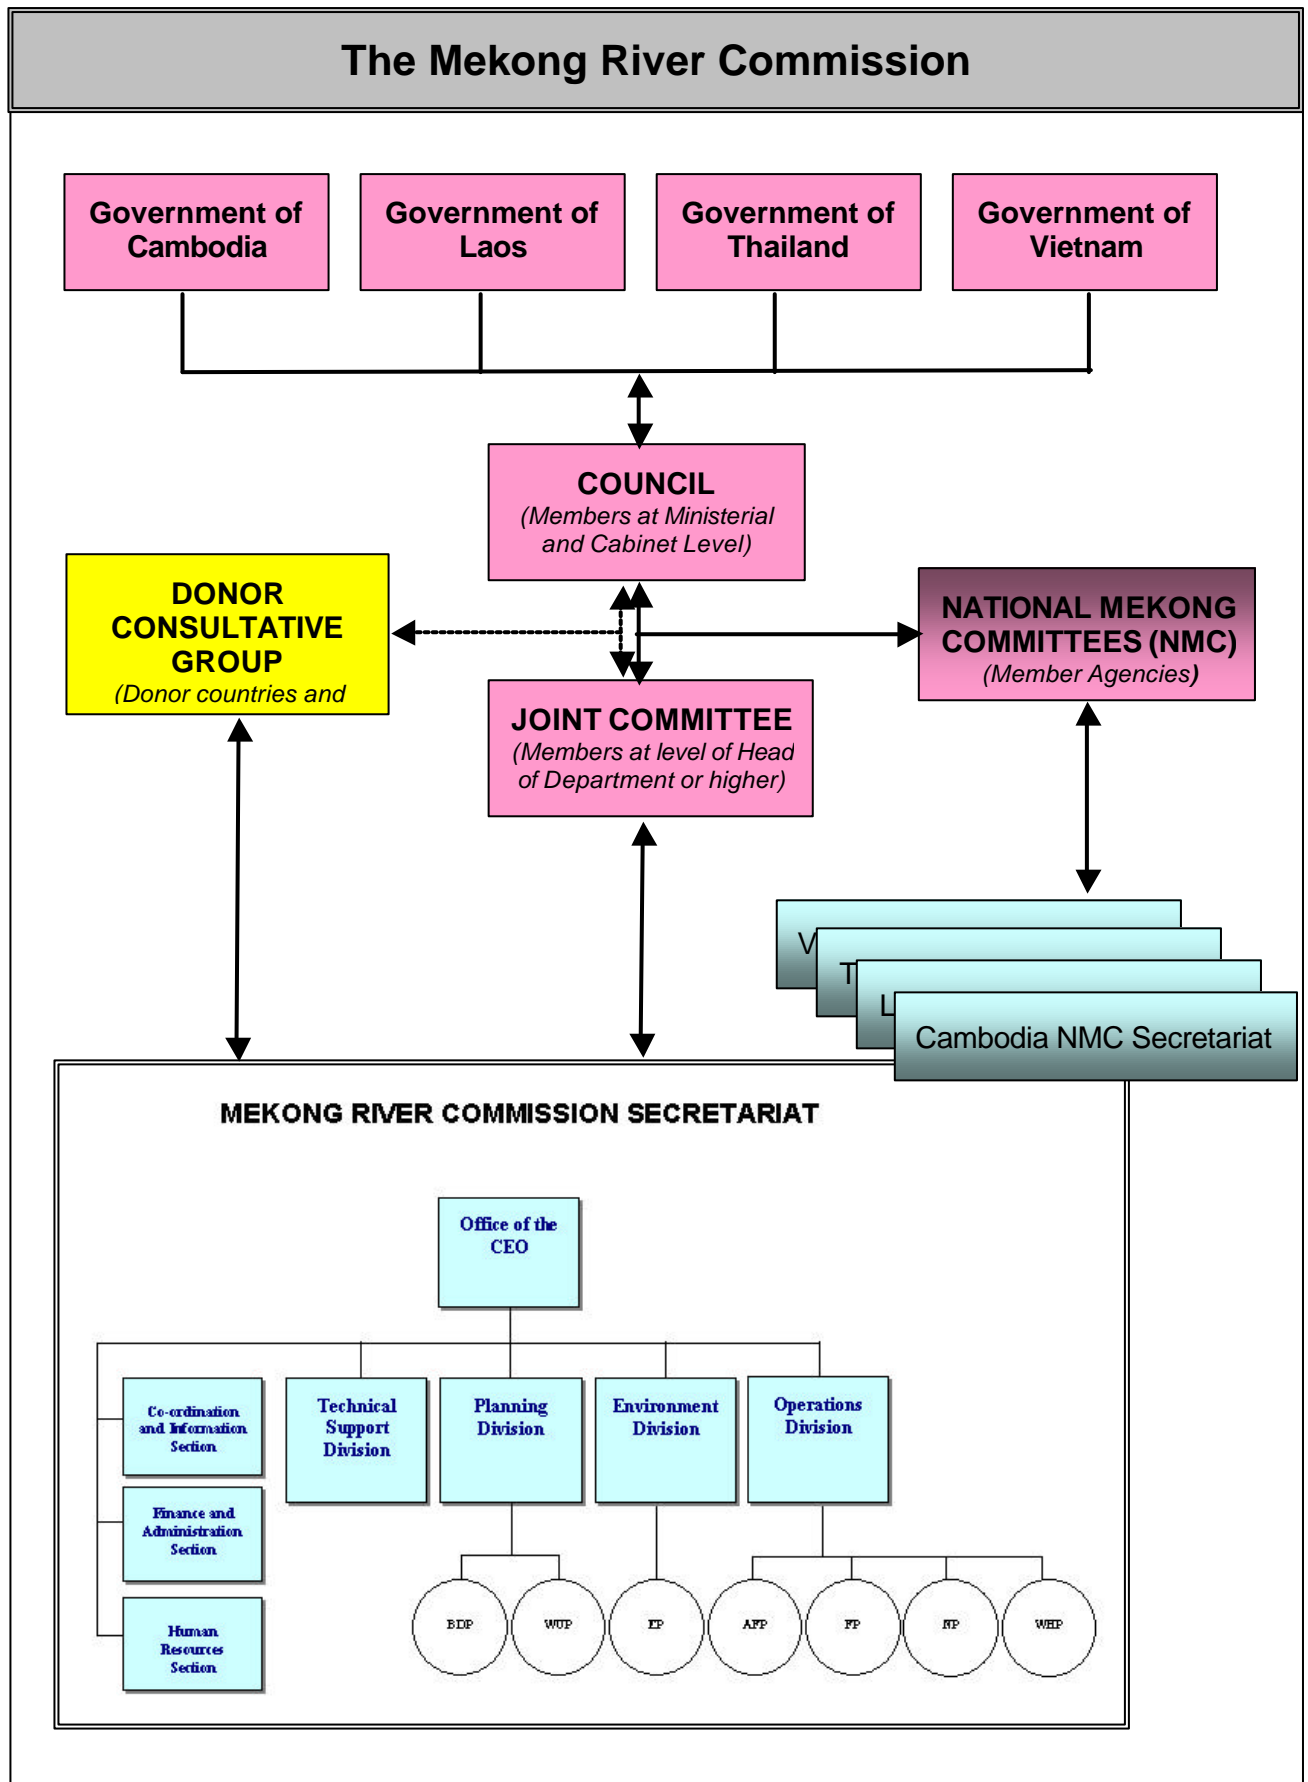 The Mekong River Commission
Government of
Cambodia
Government of
Laos
Government of
Thailand
Government of
Vietnam
COUNCIL
(Members at Ministerial
and Cabinet Level)
DONOR
CONSULTATIVE
GROUP
(Donor countries and
NATIONAL MEKONG
COMMITTEES (NMC)
(Member Agencies)
JOINT COMMITTEE
(Members at level of Head
of Department or higher)
V
T
L
Cambodia NMC Secretariat
MEKONG RIVER COMMISSION SECRETARIAT
Office of the
CEO
Co-ordination
and Information
Section
Finance and
Administration
Section
Human
Resources
Section
Technical
Support
Division
Planning
Division
Environment
Division
Operations
Division
BDP
WUP
EP
AFP
FP
NP
WHP